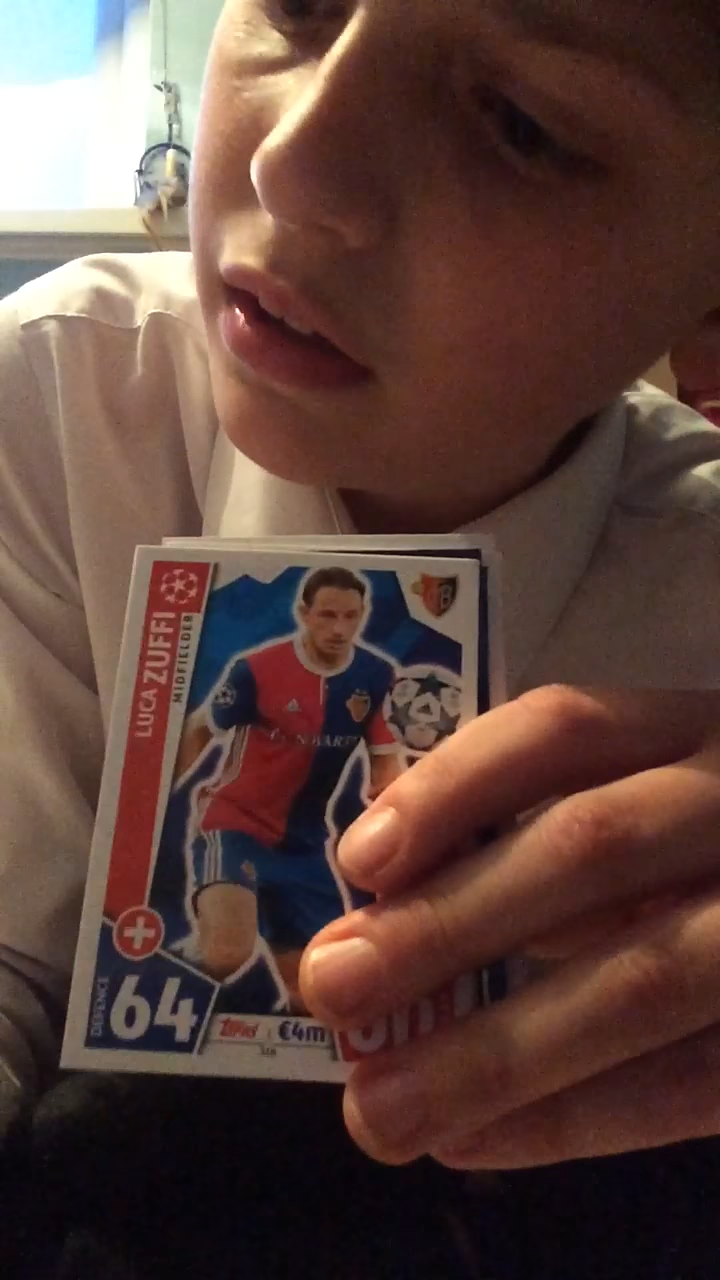 LUCA ZUFFI
MIDFIELDER
DEFENCE
64
Topps
€4m